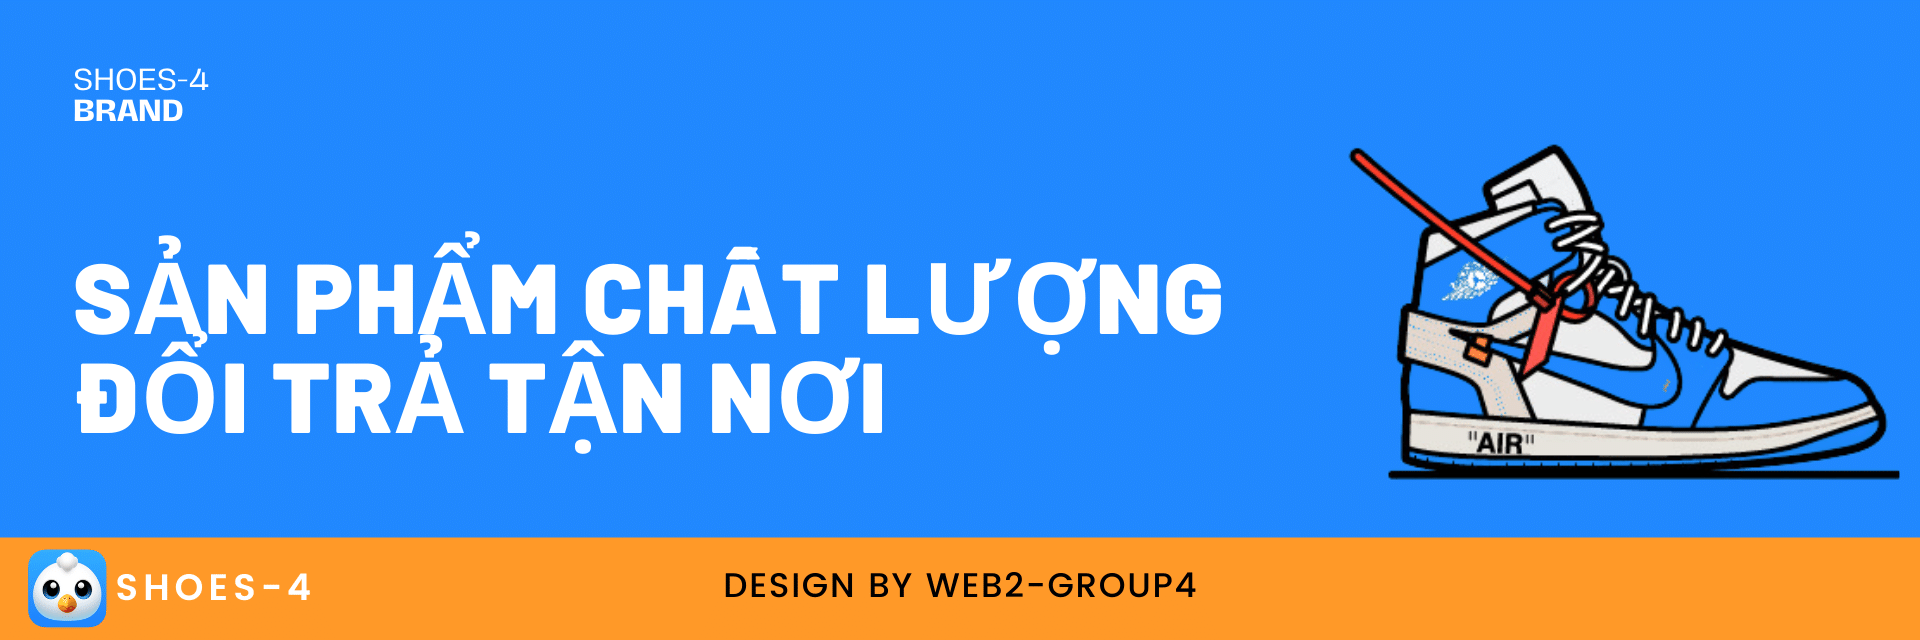 SHOES-4
BRAND
SẢN PHẨM CHẤT LƯỢNG
ĐỔI TRẢ TẬN NƠI
"AIR"
SHOES-4
DESIGN BY WEB2-GROUP4